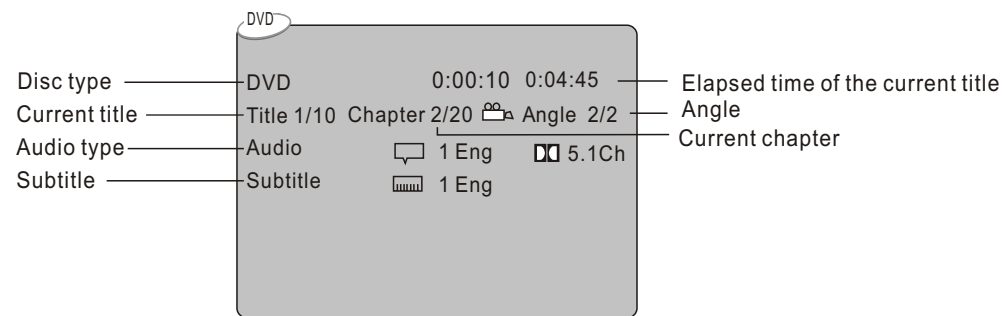 DVD
Disc type DVD 0:00:10 0:04:45 Elapsed time of the current title
Current title Title 1/10 Chapter 2/20 Angle 2/2 Angle
Current chapter
Audio type Audio 1 Eng 5.1Ch
Subtitle Subtitle 1 Eng